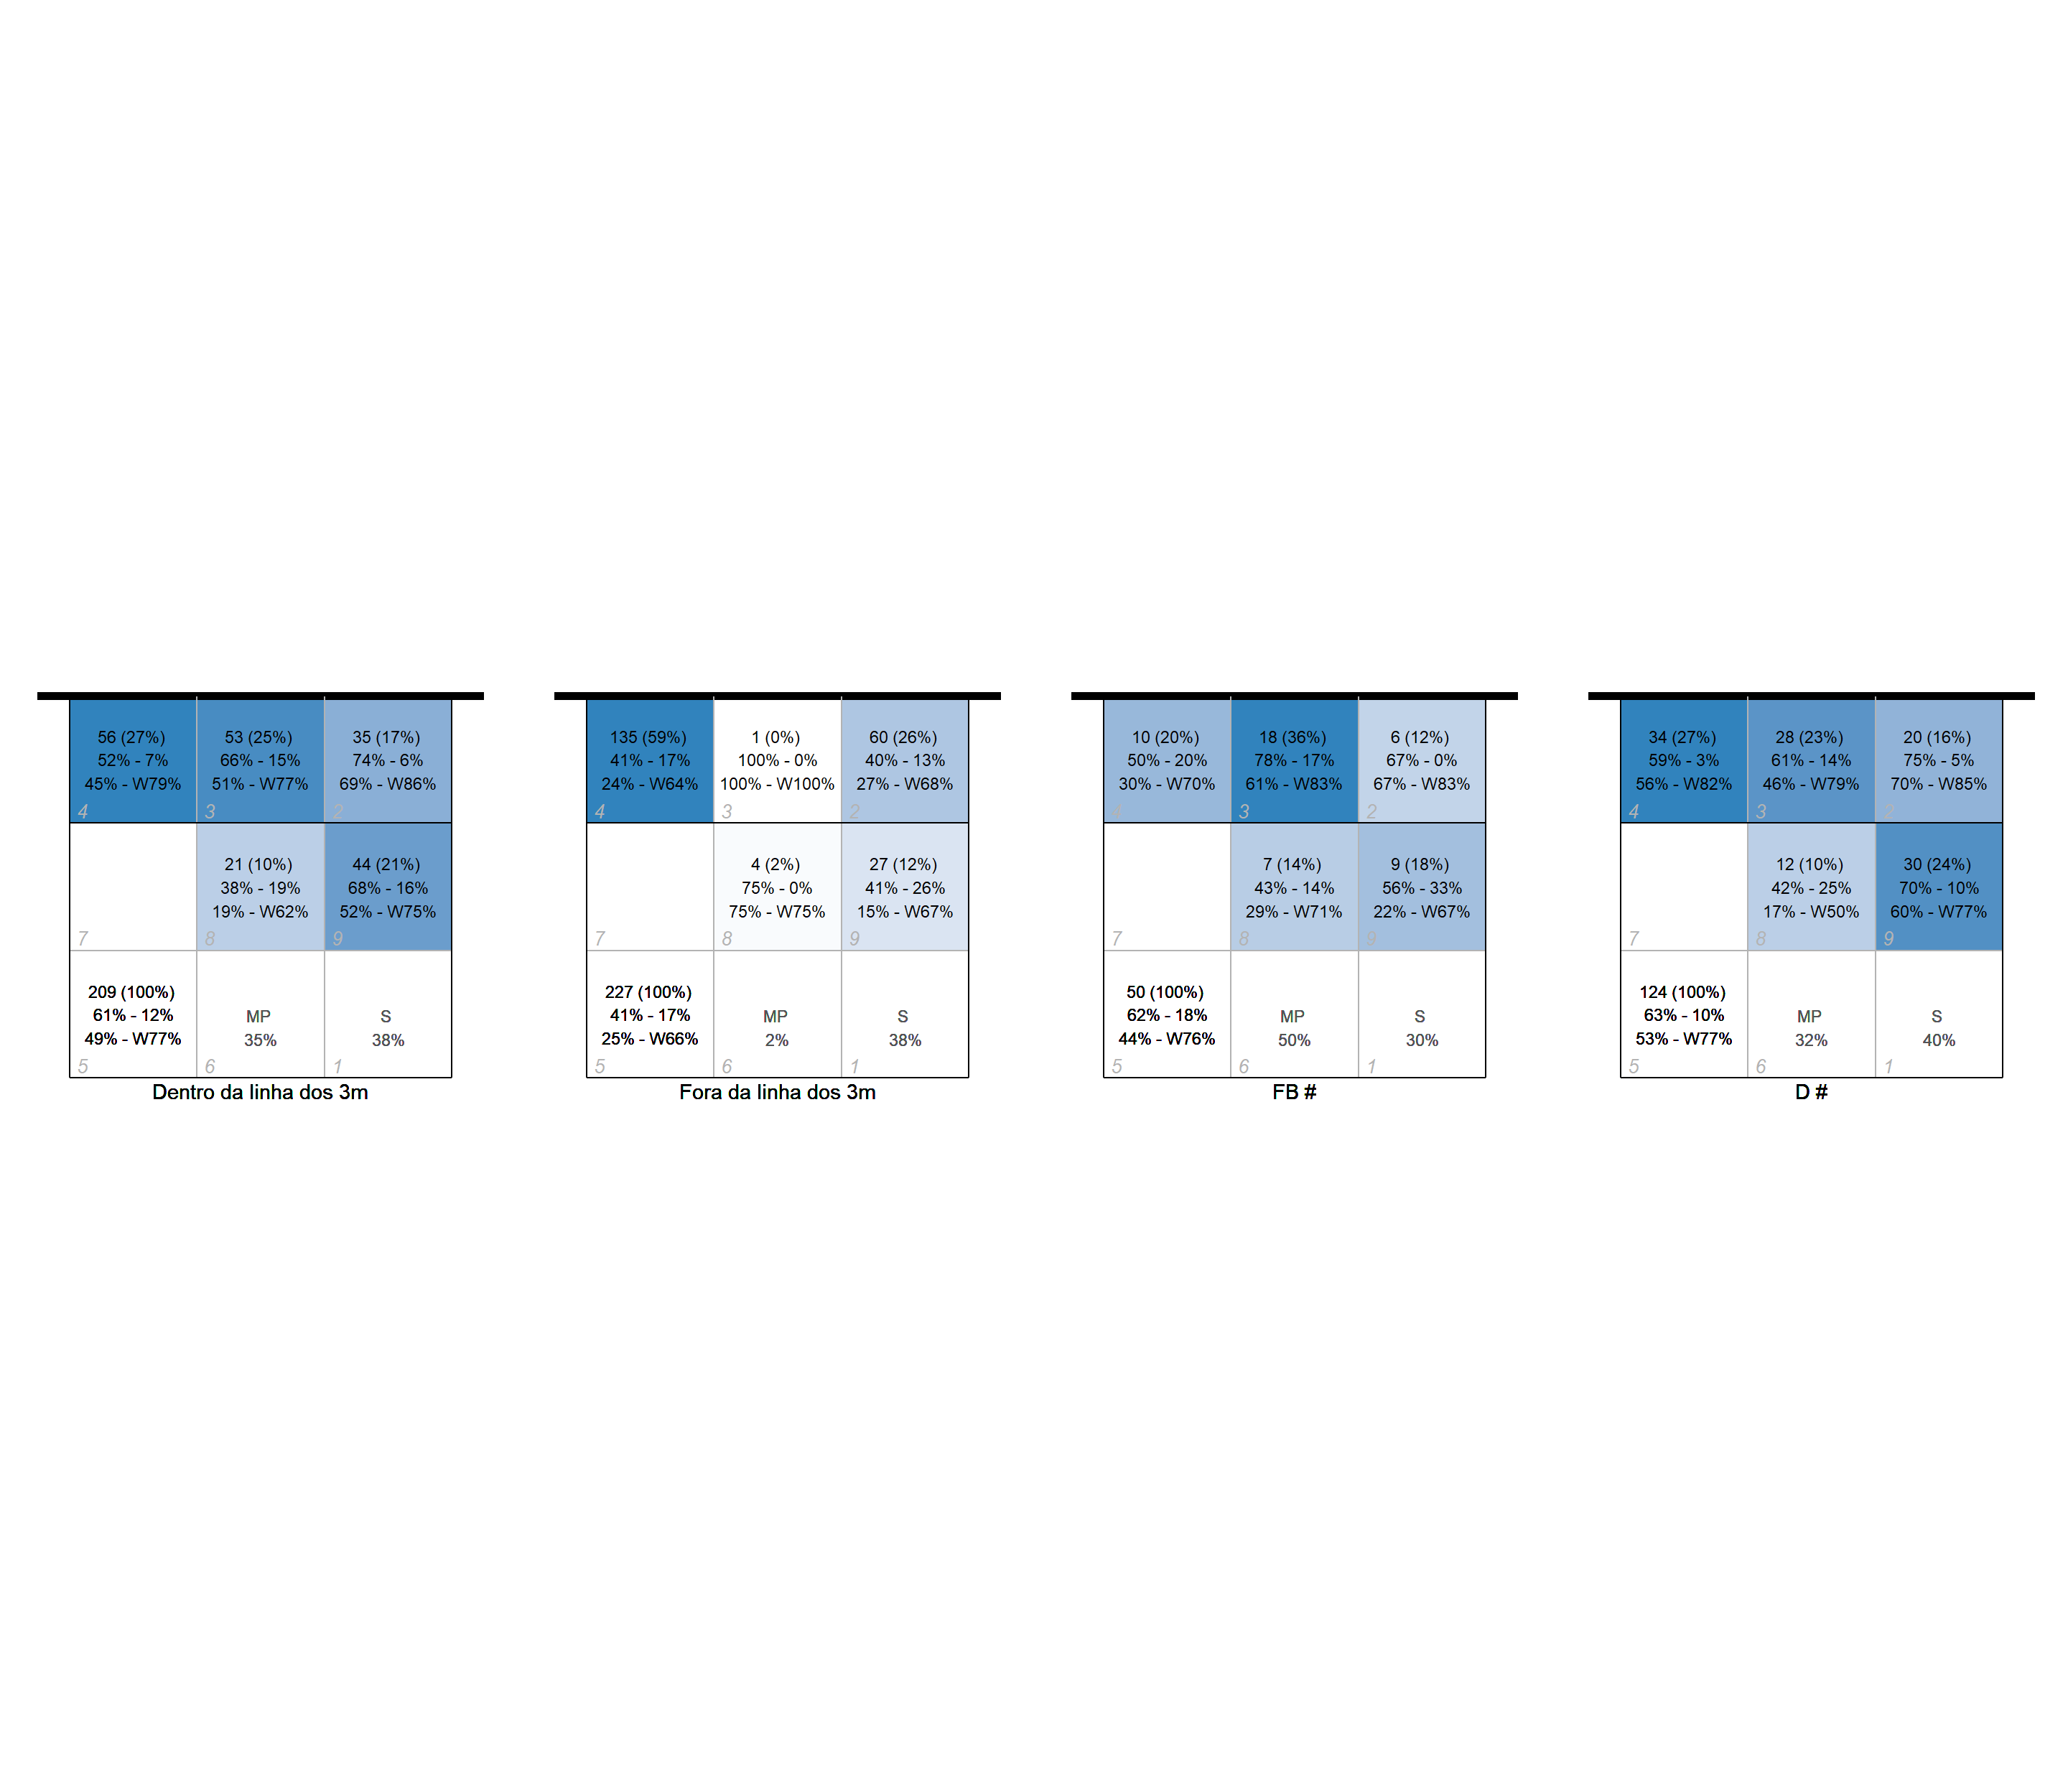 56 (27%)
52% - 7%
45% - W79%
4
53 (25%)
66% - 15%
51% - W77%
3
35 (17%)
74% - 6%
69% - W86%
2
7
21 (10%)
38% - 19%
19% - W62%
8
44 (21%)
68% - 16%
52% - W75%
9
209 (100%)
61% - 12%
49% - W77%
5
MP
35%
6
S
38%
1
Dentro da linha dos 3m
135 (59%)
41% - 17%
24% - W64%
4
1 (0%)
100% - 0%
100% - W100%
3
60 (26%)
40% - 13%
27% - W68%
2
7
4 (2%)
75% - 0%
75% - W75%
8
27 (12%)
41% - 26%
15% - W67%
9
227 (100%)
41% - 17%
25% - W66%
5
MP
2%
6
S
38%
1
Fora da linha dos 3m
10 (20%)
50% - 20%
30% - W70%
4
18 (36%)
78% - 17%
61% - W83%
3
6 (12%)
67% - 0%
67% - W83%
2
7
7 (14%)
43% - 14%
29% - W71%
8
9 (18%)
56% - 33%
22% - W67%
9
50 (100%)
62% - 18%
44% - W76%
5
MP
50%
6
S
30%
1
FB #
34 (27%)
59% - 3%
56% - W82%
4
28 (23%)
61% - 14%
46% - W79%
3
20 (16%)
75% - 5%
70% - W85%
2
7
12 (10%)
42% - 25%
17% - W50%
8
30 (24%)
70% - 10%
60% - W77%
9
124 (100%)
63% - 10%
53% - W77%
5
MP
32%
6
S
40%
1
D #